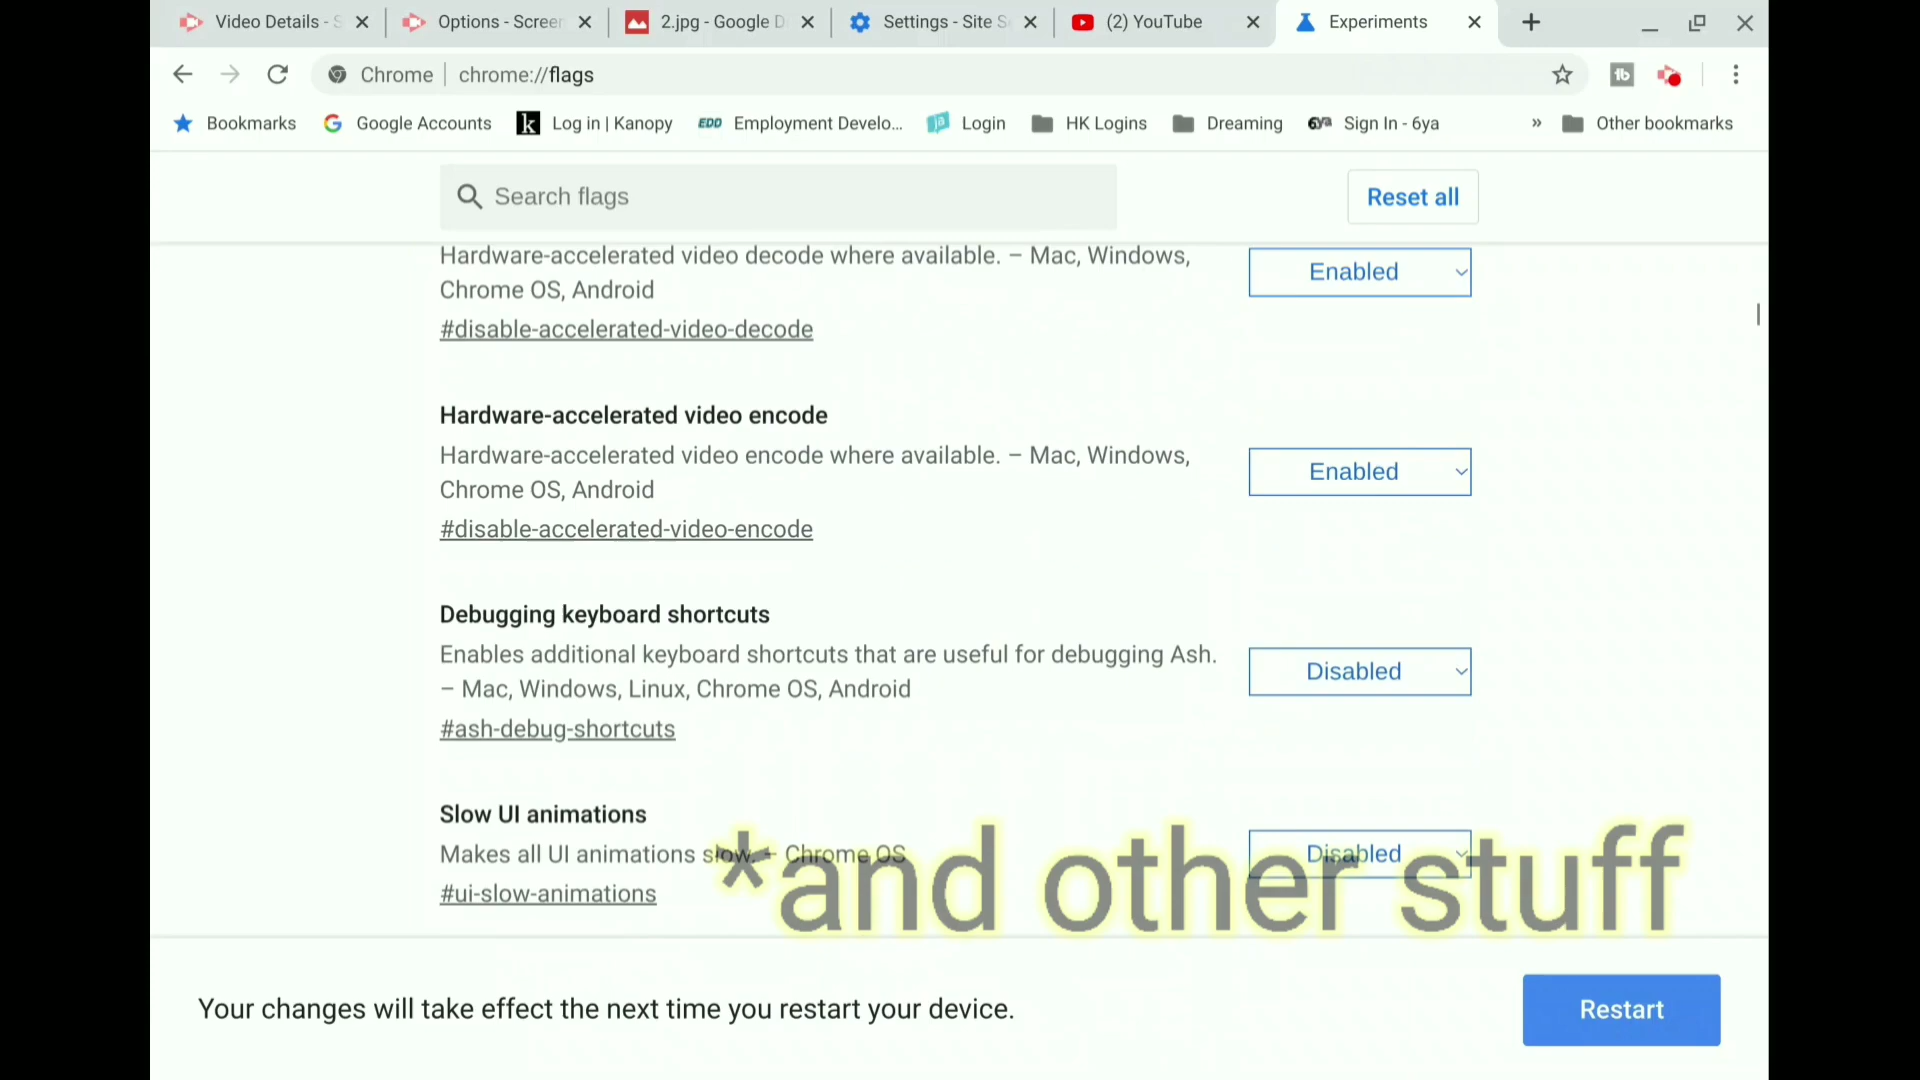 Video Details - S
Options - Screen
2.jpg - Google D
Settings - Site S
(2) YouTube
Experiments
Chrome
chrome://flags
tb
Bookmarks
Google Accounts
k
Log in | Kanopy
EDD
Employment Develo...
ja
Login
HK Logins
Dreaming
6ya
Sign In - 6ya
»
Other bookmarks
Search flags
Reset all
Hardware-accelerated video decode where available. – Mac, Windows,
Chrome OS, Android
#disable-accelerated-video-decode
Enabled
Hardware-accelerated video encode
Hardware-accelerated video encode where available. – Mac, Windows,
Chrome OS, Android
#disable-accelerated-video-encode
Enabled
Debugging keyboard shortcuts
Enables additional keyboard shortcuts that are useful for debugging Ash.
– Mac, Windows, Linux, Chrome OS, Android
#ash-debug-shortcuts
Disabled
Slow UI animations
Makes all UI animations slow. – Chrome OS
#ui-slow-animations
Disabled
*and other stuff
Your changes will take effect the next time you restart your device.
Restart